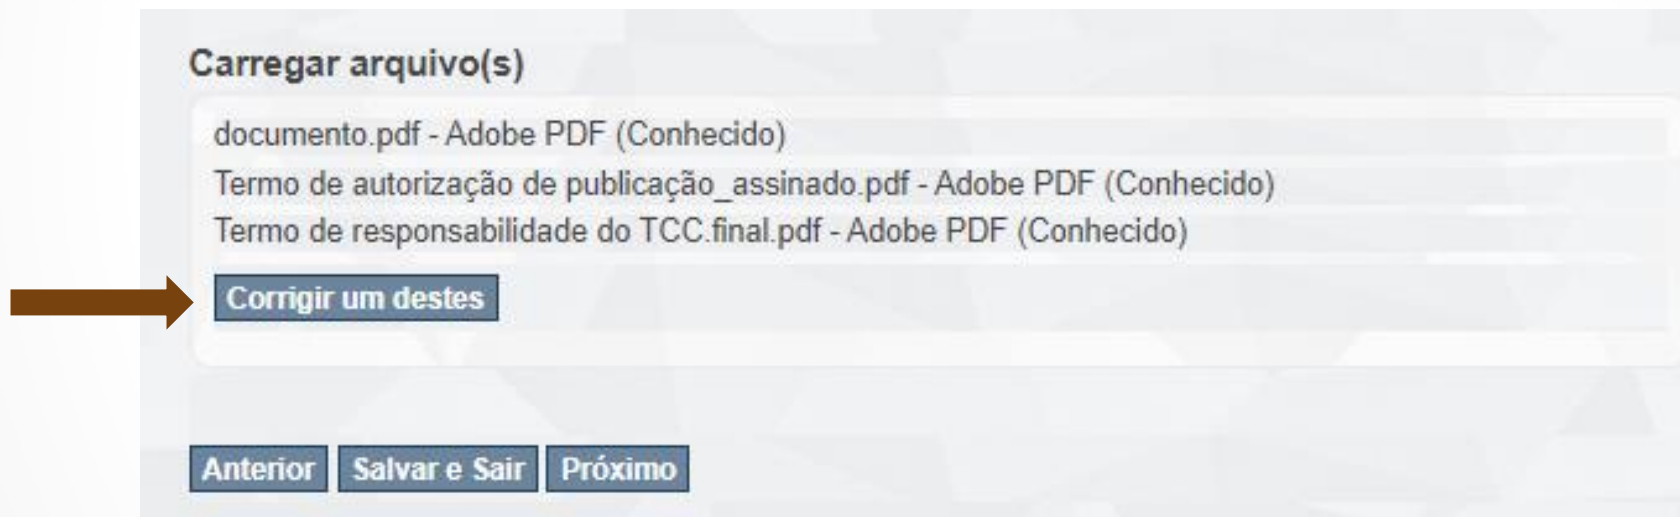 Carregar arquivo(s)
documento.pdf - Adobe PDF (Conhecido)
Termo de autorização de publicação_assinado.pdf - Adobe PDF (Conhecido)
Termo de responsabilidade do TCC.final.pdf - Adobe PDF (Conhecido)
Corrigir um destes
Anterior Salvar e Sair Próximo